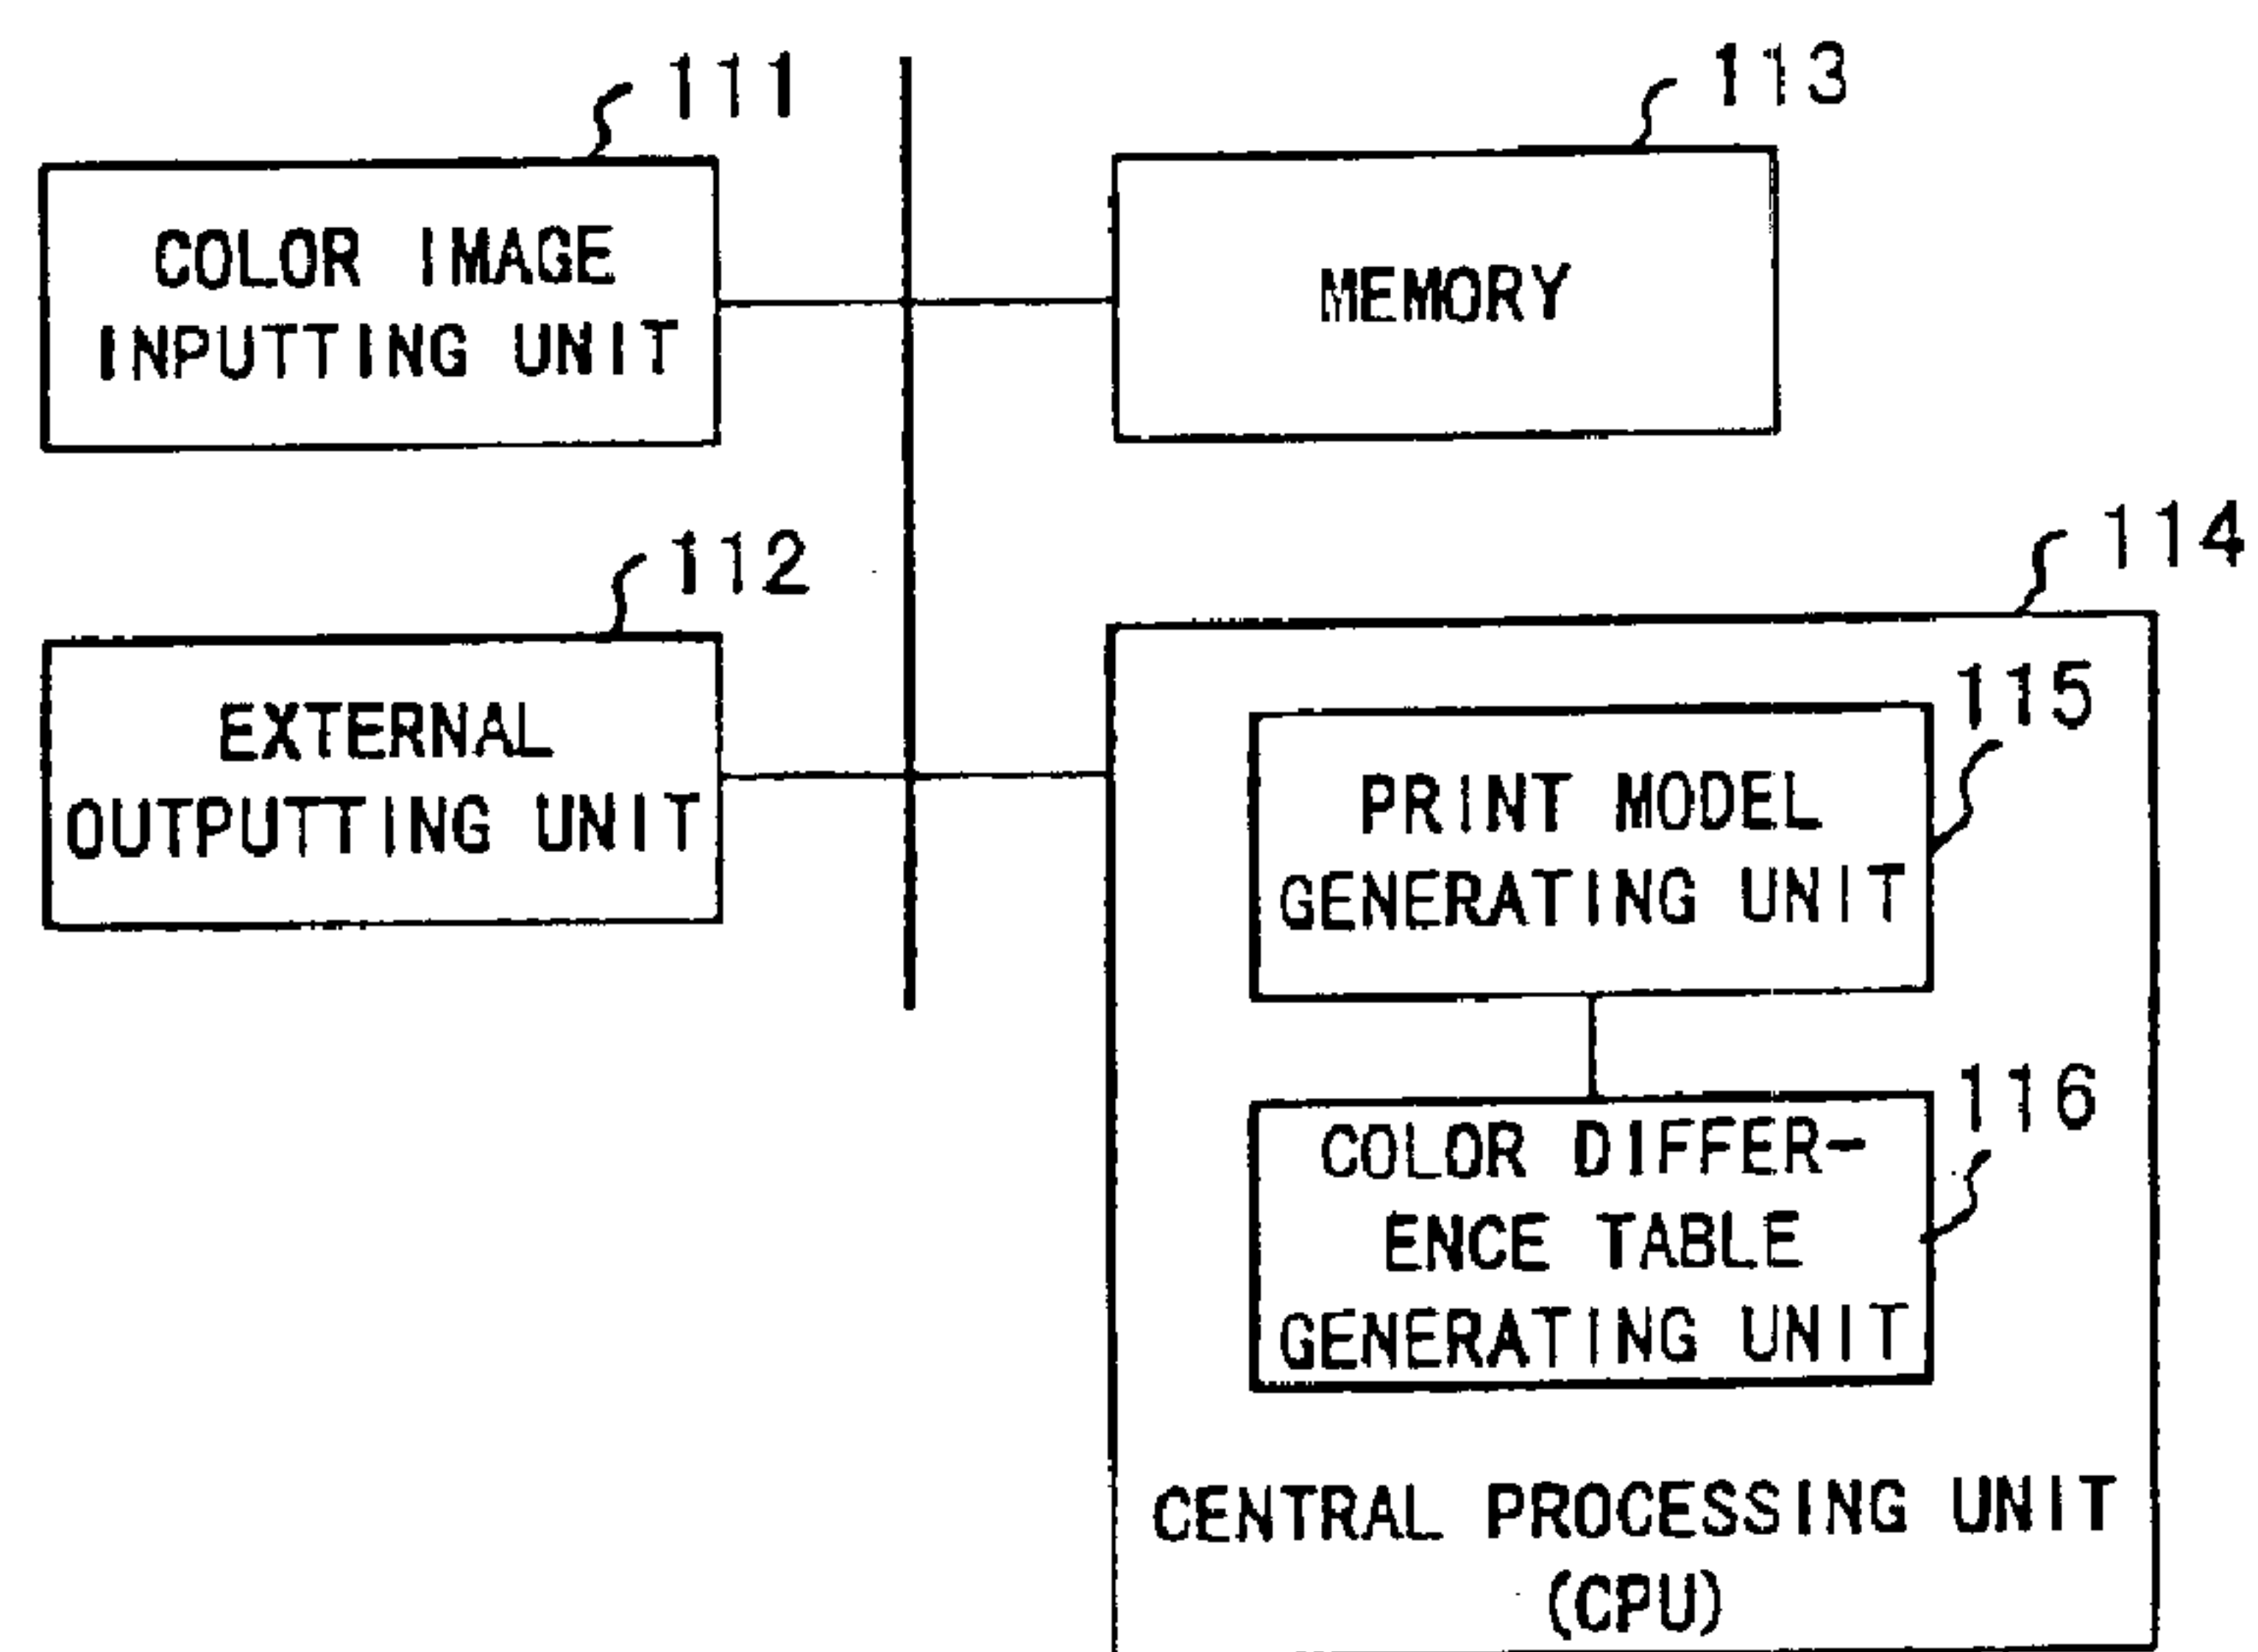 111
COLOR IMAGE
INPUTTING UNIT
113
MEMORY
112
EXTERNAL
OUTPUTTING UNIT
114
115
PRINT MODEL
GENERATING UNIT
116
COLOR DIFFER-
ENCE TABLE
GENERATING UNIT
CENTRAL PROCESSING UNIT
(CPU)